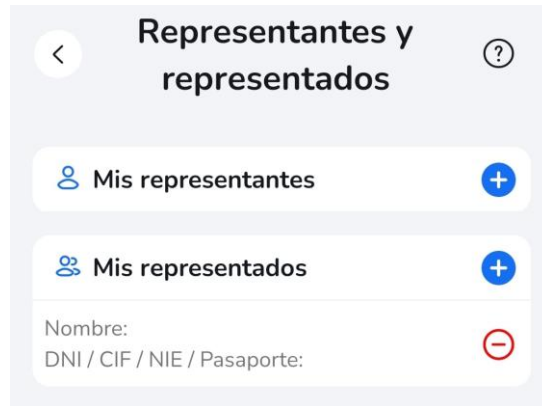 Representantes y
representados
Mis representantes
Mis representados
Nombre:
DNI / CIF / NIE / Pasaporte: